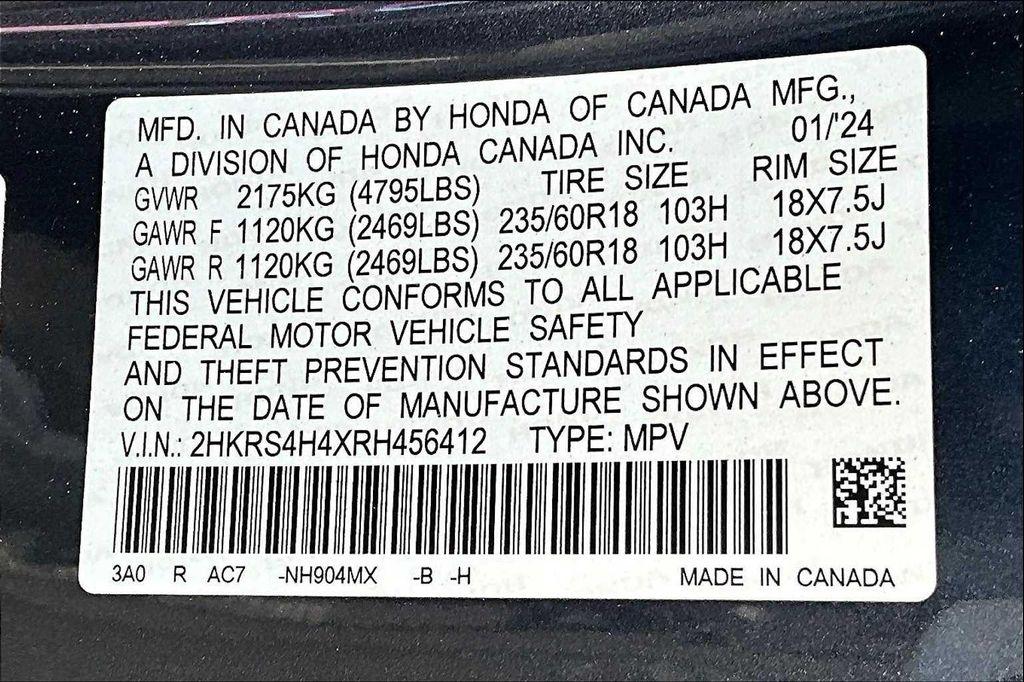 MFD. IN CANADA BY HONDA OF CANADA MFG.,
A DIVISION OF HONDA CANADA INC. 01/'24
GVWR 2175KG (4795LBS) TIRE SIZE RIM SIZE
GAWR F 1120KG (2469LBS) 235/60R18 103H 18X7.5J
GAWR R 1120KG (2469LBS) 235/60R18 103H 18X7.5J
THIS VEHICLE CONFORMS TO ALL APPLICABLE
FEDERAL MOTOR VEHICLE SAFETY
AND THEFT PREVENTION STANDARDS IN EFFECT
ON THE DATE OF MANUFACTURE SHOWN ABOVE.
V.I.N.: 2HKRS4H4XRH456412 TYPE: MPV
3A0 R AC7 -NH904MX -B -H MADE IN CANADA